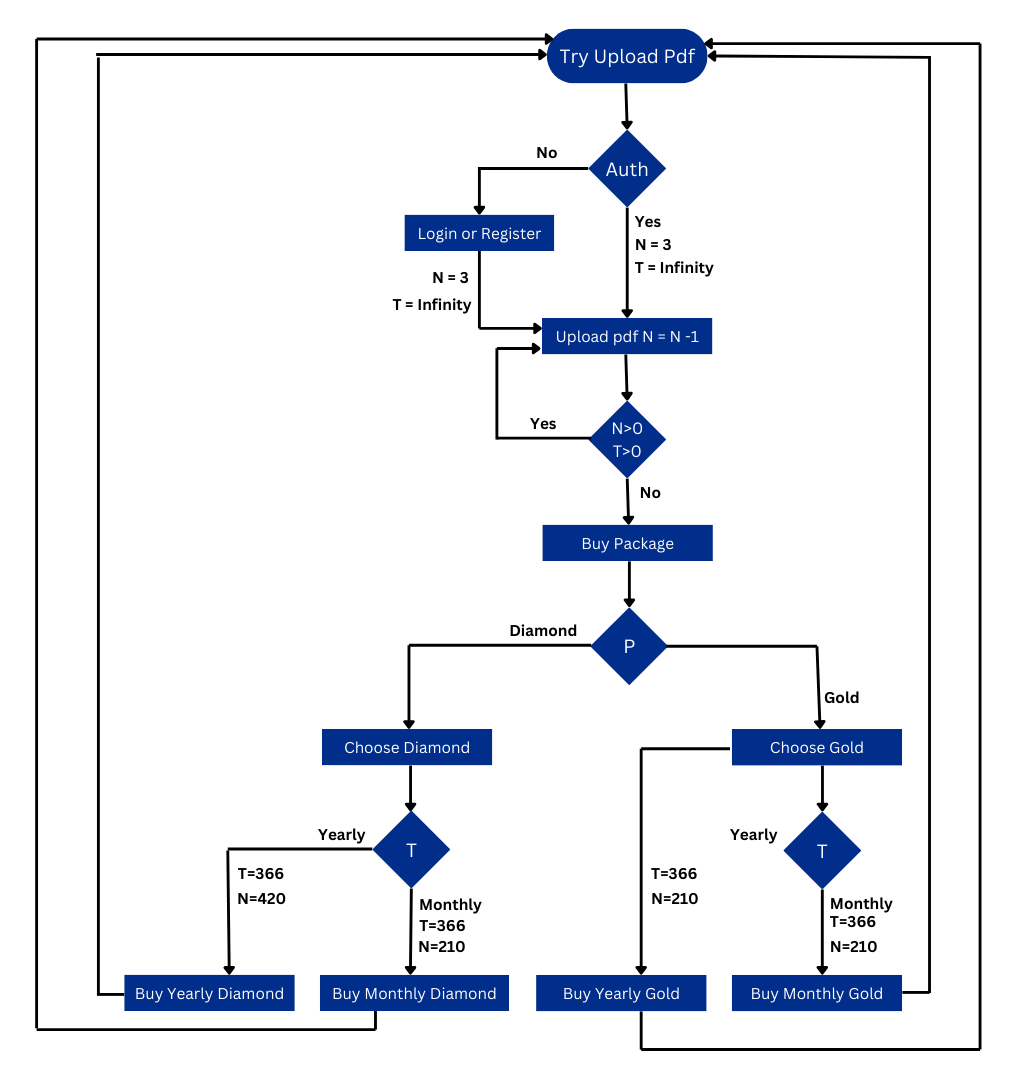 Try Upload Pdf
No
Auth
Yes
N = 3
T = Infinity
Login or Register
N = 3
T = Infinity
Upload pdf N = N -1
Yes
N>0
T>0
No
Buy Package
Diamond
P
Gold
Choose Diamond
Choose Gold
Yearly
T
Yearly
T
T=366
N=420
Monthly
T=366
N=210
T=366
N=210
Monthly
T=366
N=210
Buy Yearly Diamond
Buy Monthly Diamond
Buy Yearly Gold
Buy Monthly Gold